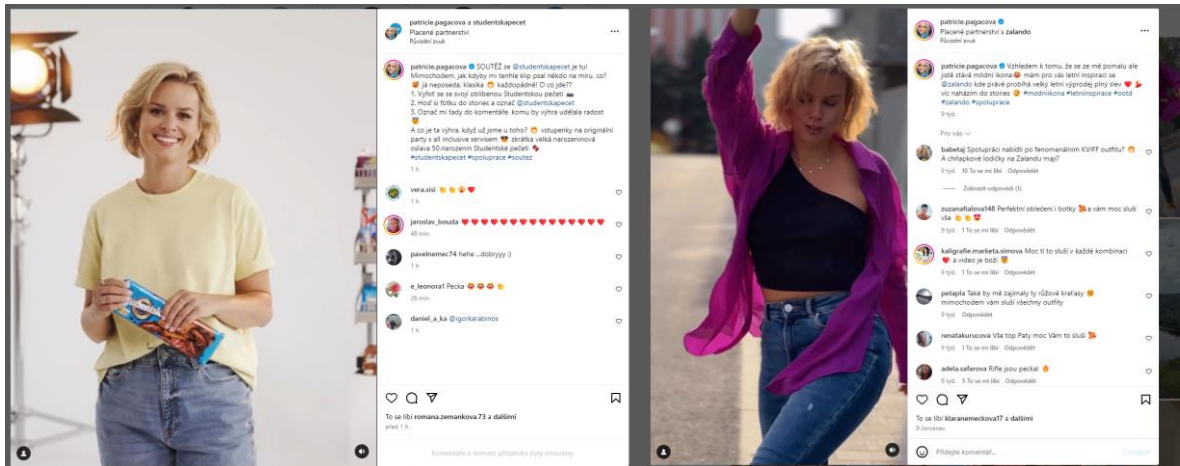 patricie.pagacova a studentskapecet
Placené partnerství
Původní zvuk
patricie.pagacova SOUTĚŽ se @studentskapecet je tu!
Mimochodem, jak kdyby mi tenhle klip psal někdo na míru, co?
🥰 já neposeda, klasika 😁 každopádně! O co jde??
1. Vyfoť se se svojí oblíbenou Studentskou pečetí
2. Hoď si fotku do stories a označ @studentskapecet
3. Označ mi tady do komentáře, komu by výhra udělala radost
😇
A co je ta výhra, když už jsme u toho? 😁 vstupenky na originální
party s all inclusive servisem 😎 zkrátka velká narozeninová
oslava 50.narozenin Studentské pečeti
#studentskapecet #spoluprace #soutez
1 h
vera.sisi 👏👏😍❤️
1 h
jaroslav_bouda ❤️❤️❤️❤️❤️❤️❤️❤️❤️❤️❤️❤️❤️❤️❤️
48 min.
pavelnemec74 hehe ...dobryyy :)
1 h
e_leonora1 Pecka 😂😂😂👏
28 min.
daniel_a_ka @igorkarabinos
1 h
To se líbí romana.zemankova.73 a dalšími
před 1 h
Komentáře k tomuto příspěvku byly omezeny
patricie.pagacova
Placené partnerství s zalando
Původní zvuk
patricie.pagacova Vzhledem k tomu, že se ze mě pomalu ale
jistě stává módní ikona😂 mám pro vás letní inspiraci se
@zalando kde právě probíhá velký letní výprodej plný slev ❤️💃
víc naházím do stories 😉 #modniikona #letniinspirace #ootd
#zalando #spoluprace
9 týd.
Pro vás
babetaj Spolupráci nabídli po fenomenálním KVIFF outfitu? 😁
A chňapkové lodičky na Zalandu mají?
9 týd. 10 To se mi líbí Odpovědět
Zobrazit odpovědi (1)
zuzanafialova148 Perfektní oblečení i botky 💃a vám moc sluší
vše 👏👏😍
9 týd. 1 To se mi líbí Odpovědět
kaligrafie.marketa.simova Moc ti to sluší v každé kombinaci
❤️ a video je boží 😇
9 týd. 1 To se mi líbí Odpovědět
petapla Také by mě zajímaly ty růžové kraťasy 😊
mimochodem vám sluší všechny outfity
9 týd. Odpovědět
renatakurucova Vše top Paty moc Vám to sluší 💃
9 týd. 1 To se mi líbí Odpovědět
adela.safarova Rifle jsou pecka! 🔥
9 týd. 5 To se mi líbí Odpovědět
To se líbí klaranemeckova17 a dalšími
9 červenec
Přidejte komentář...